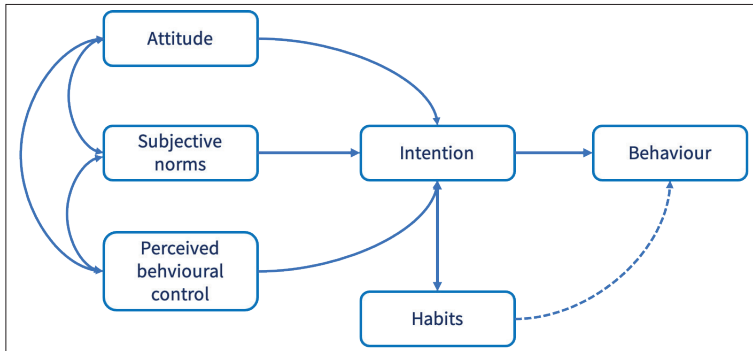 Attitude
Subjective
norms
Intention
Behaviour
Perceived
behvioural
control
Habits